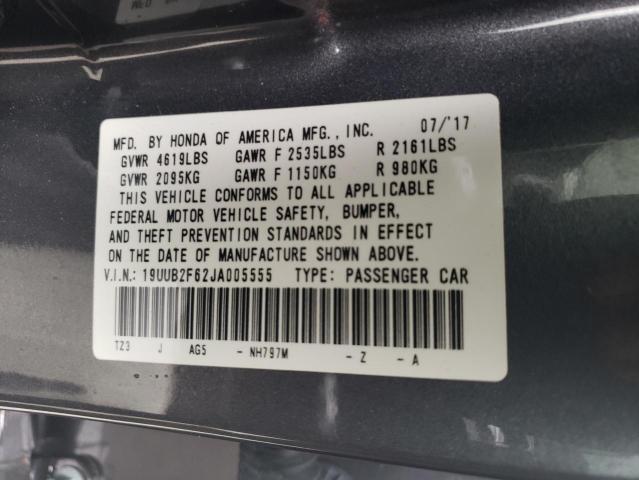 MFD. BY HONDA OF AMERICA MFG., INC. 07/'17
GVWR 4619LBS GAWR F 2535LBS R 2161LBS
GVWR 2095KG GAWR F 1150KG R 980KG
THIS VEHICLE CONFORMS TO ALL APPLICABLE
FEDERAL MOTOR VEHICLE SAFETY, BUMPER,
AND THEFT PREVENTION STANDARDS IN EFFECT
ON THE DATE OF MANUFACTURE SHOWN ABOVE.
V.I.N.: 19UUB2F62JA005555 TYPE: PASSENGER CAR
TZ3 J AG5 - NH797M - Z - A